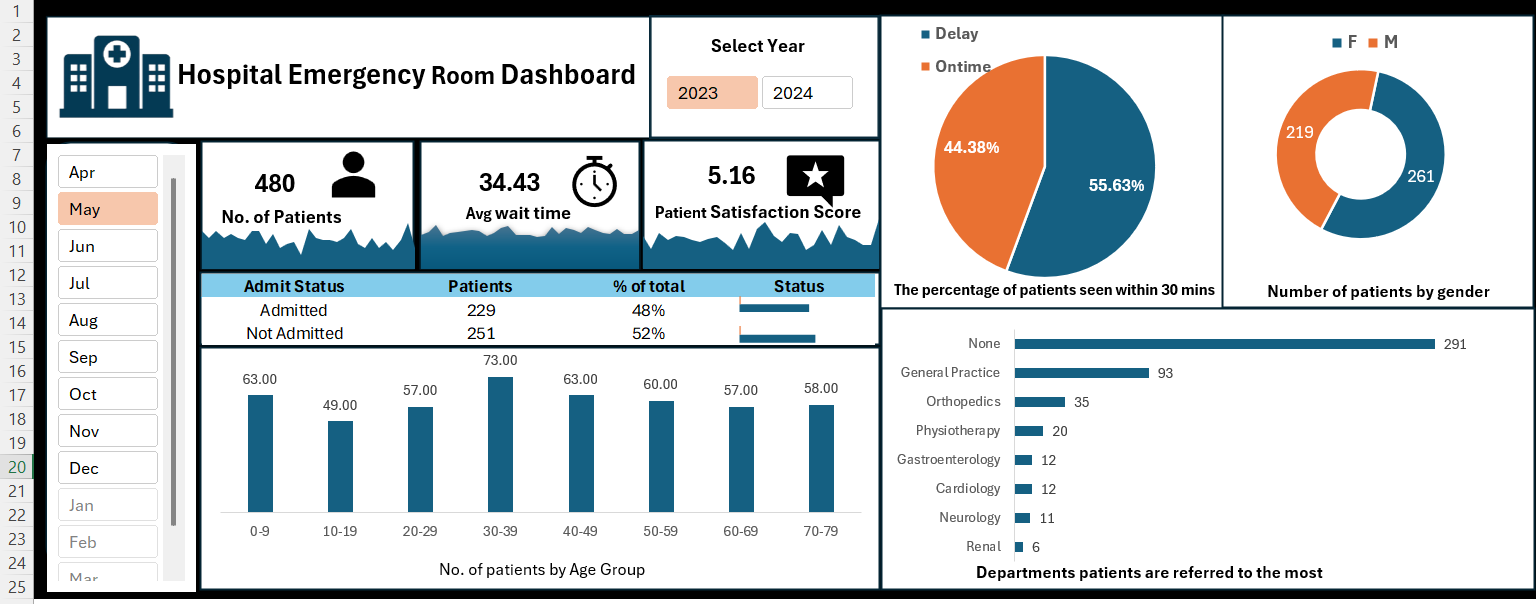 1
2
3
4
5
6
7
8
9
10
11
12
13
14
15
16
17
18
19
20
21
22
23
24
25
Hospital Emergency Room Dashboard
Select Year
2023
2024
Apr
May
Jun
Jul
Aug
Sep
Oct
Nov
Dec
Jan
Feb
Mar
480
No. of Patients
34.43
Avg wait time
5.16
Patient Satisfaction Score
Admit Status Patients % of total Status
Admitted 229 48%
Not Admitted 251 52%
63.00
49.00
57.00
73.00
63.00
60.00
57.00
58.00
0-9 10-19 20-29 30-39 40-49 50-59 60-69 70-79
No. of patients by Age Group
Delay
Ontime
44.38%
55.63%
The percentage of patients seen within 30 mins
F M
219
261
Number of patients by gender
None 291
General Practice 93
Orthopedics 35
Physiotherapy 20
Gastroenterology 12
Cardiology 12
Neurology 11
Renal 6
Departments patients are referred to the most